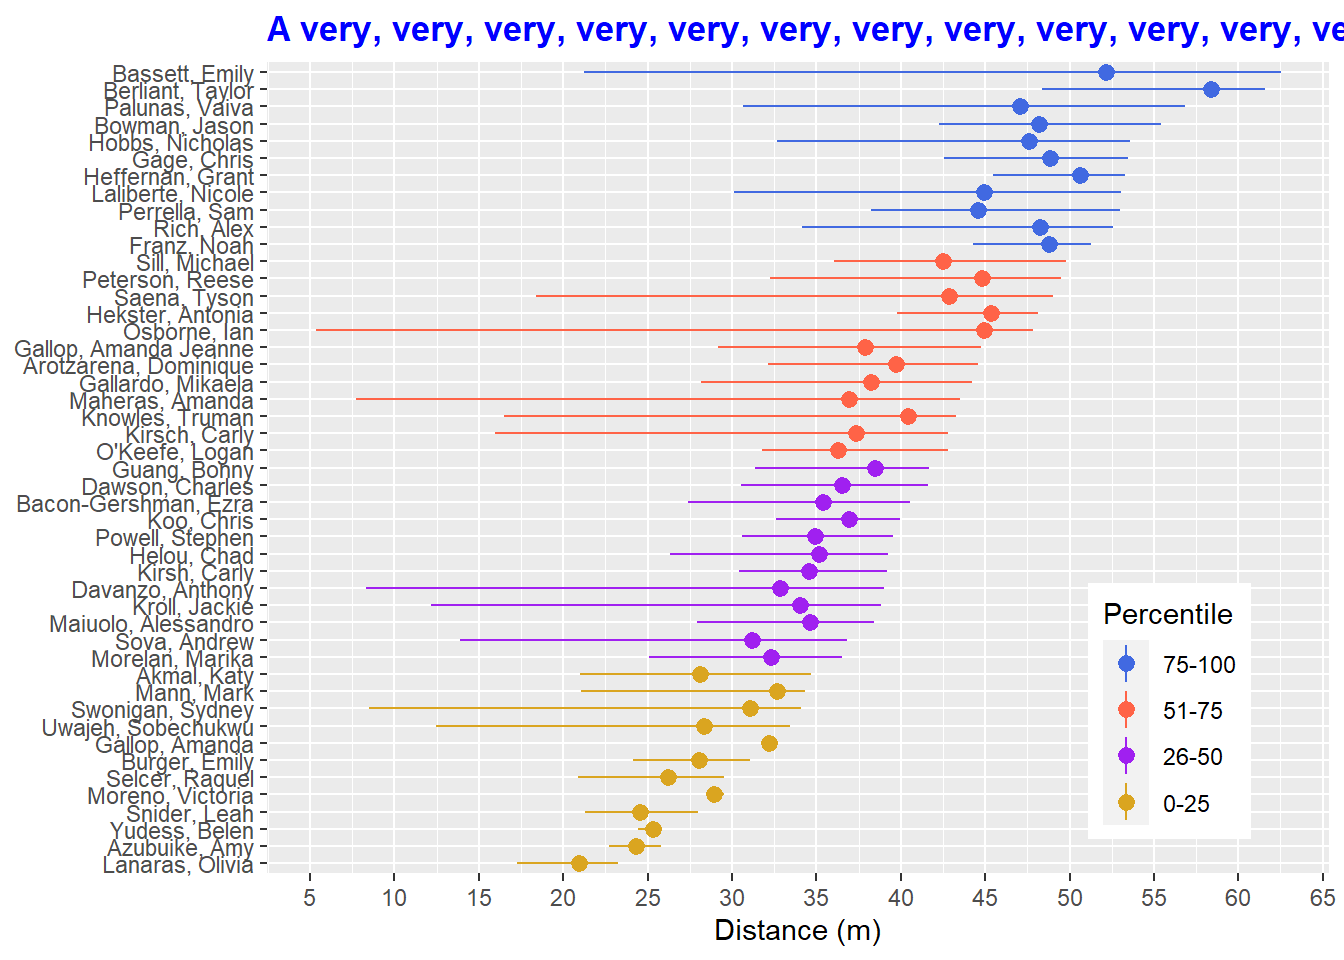 A very, very, very, very, very, very, very, very, very, very, very, ve
Bassett, Emily
Berliant, Taylor
Palunas, Vaiva
Bowman, Jason
Hobbs, Nicholas
Gage, Chris
Heffernan, Grant
Laliberte, Nicole
Perrella, Sam
Rich, Alex
Franz, Noah
Sill, Michael
Peterson, Reese
Saena, Tyson
Hekster, Antonia
Osborne, Ian
Gallop, Amanda Jeanne
Arotzarena, Dominique
Gallardo, Mikaela
Maheras, Amanda
Knowles, Truman
Kirsch, Carly
O'Keefe, Logan
Guang, Bonny
Dawson, Charles
Bacon-Gershman, Ezra
Koo, Chris
Powell, Stephen
Helou, Chad
Kirsh, Carly
Davanzo, Anthony
Kroll, Jackie
Maiuolo, Alessandro
Sova, Andrew
Morelan, Marika
Akmal, Katy
Mann, Mark
Swonigan, Sydney
Uwajeh, Sobechukwu
Gallop, Amanda
Burger, Emily
Selcer, Raquel
Moreno, Victoria
Snider, Leah
Yudess, Belen
Azubuike, Amy
Lanaras, Olivia
Percentile
75-100
51-75
26-50
0-25
5 10 15 20 25 30 35 40 45 50 55 60 65
Distance (m)